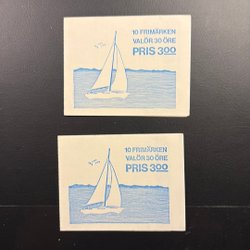 10 FRIMÄRKEN
VALÖR 30 ÖRE
PRIS 3.00
10 FRIMÄRKEN
VALÖR 30 ÖRE
PRIS 3.00